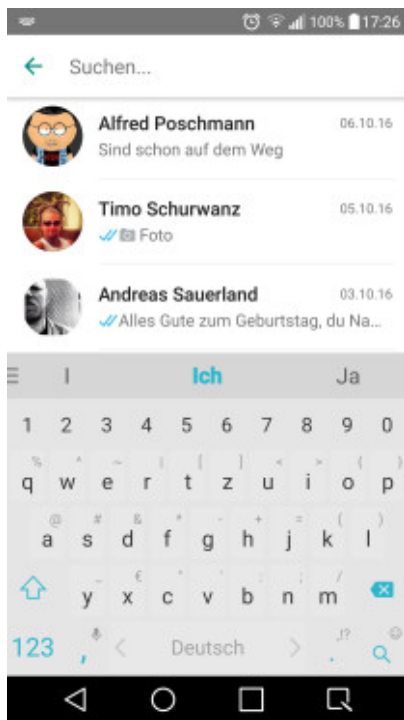 100% 17:26
Suchen...
Alfred Poschmann 06.10.16
Sind schon auf dem Weg
Timo Schurwanz 05.10.16
Foto
Andreas Sauerland 03.10.16
Alles Gute zum Geburtstag, du Na...
I Ich Ja
1 2 3 4 5 6 7 8 9 0
q w e r t z u i o p
a s d f g h j k l
y x c v b n m
123 , < Deutsch > . ,!?